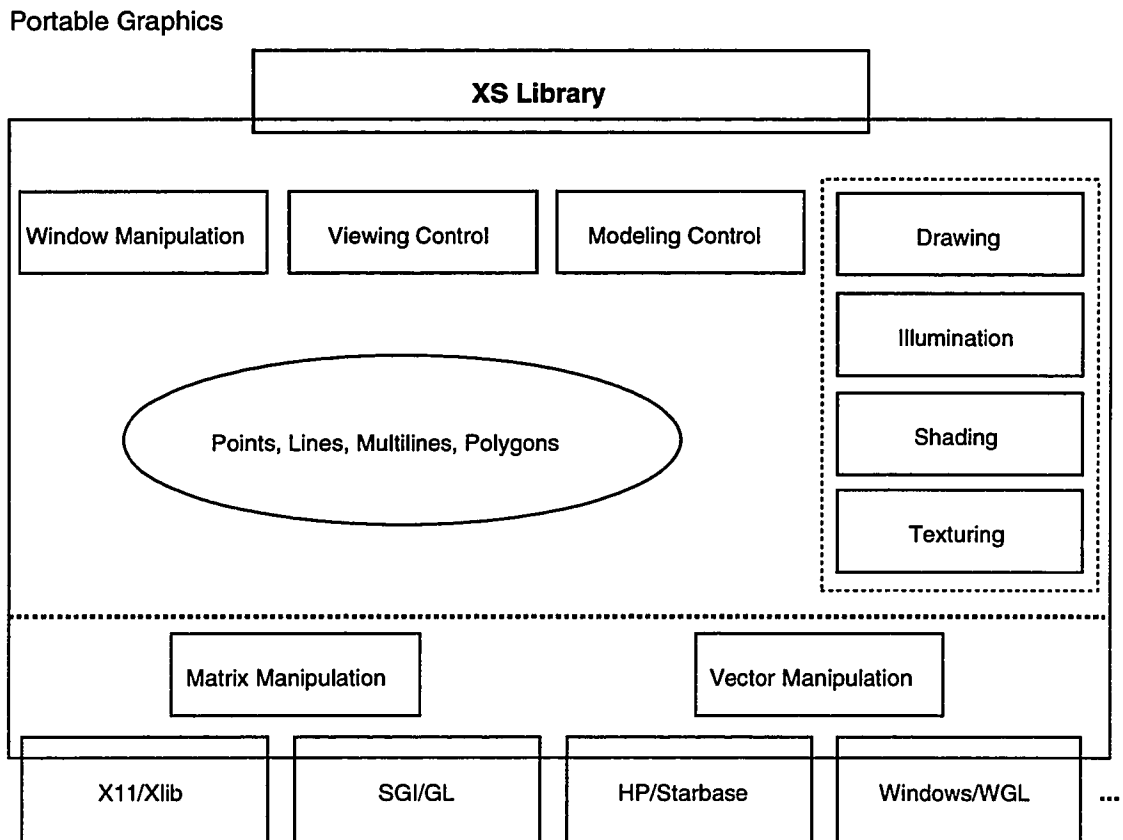 Portable Graphics
XS Library
Window Manipulation
Viewing Control
Modeling Control
Drawing
Illumination
Shading
Texturing
Points, Lines, Multilines, Polygons
Matrix Manipulation
Vector Manipulation
X11/Xlib
SGI/GL
HP/Starbase
Windows/WGL
...